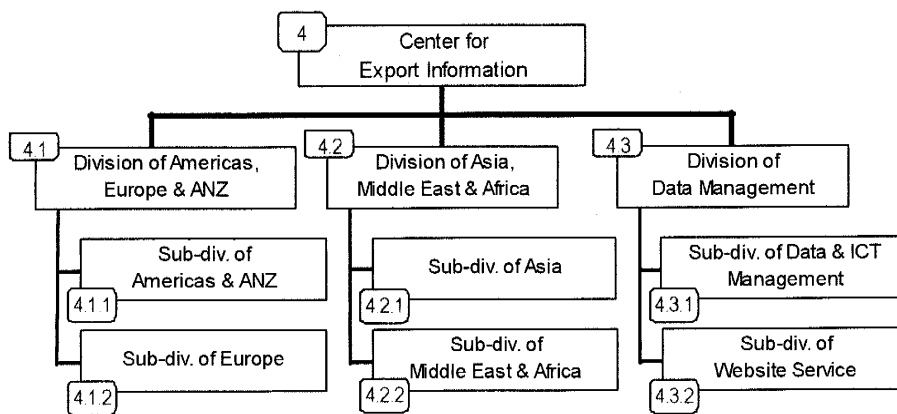 4
Center for
Export Information
4.1
Division of Americas,
Europe & ANZ
4.2
Division of Asia,
Middle East & Africa
4.3
Division of
Data Management
Sub-div. of
Americas & ANZ
4.1.1
Sub-div. of Europe
4.1.2
Sub-div. of Asia
4.2.1
Sub-div. of
Middle East & Africa
4.2.2
Sub-div. of Data & ICT
Management
4.3.1
Sub-div. of
Website Service
4.3.2